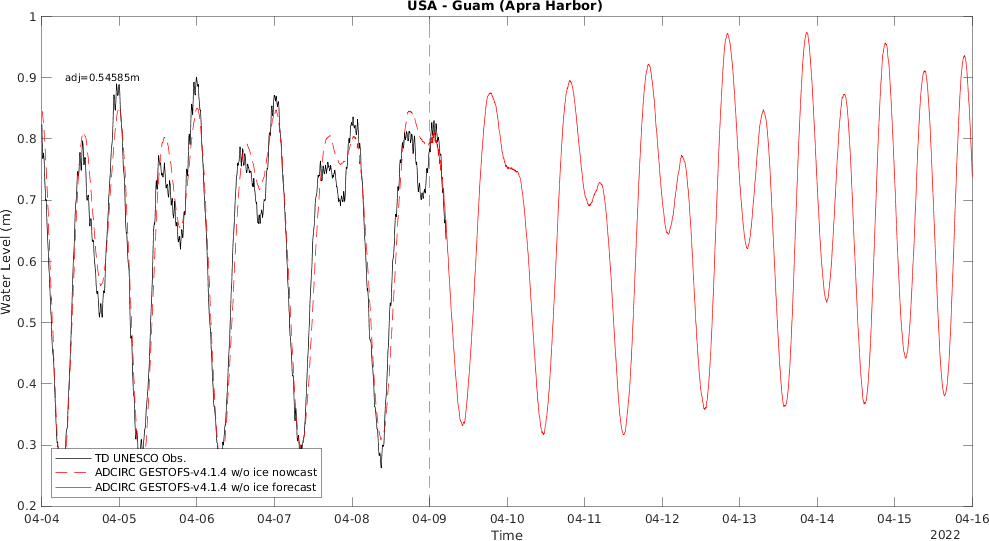 USA - Guam (Apra Harbor)
1
0.9
0.8
0.7
0.6
0.5
0.4
0.3
0.2
Water Level (m)
adj=0.54585m
TD UNESCO Obs.
ADCIRC GESTOFS-v4.1.4 w/o ice nowcast
ADCIRC GESTOFS-v4.1.4 w/o ice forecast
04-04 04-05 04-06 04-07 04-08 04-09 04-10 04-11 04-12 04-13 04-14 04-15 04-16
Time
2022